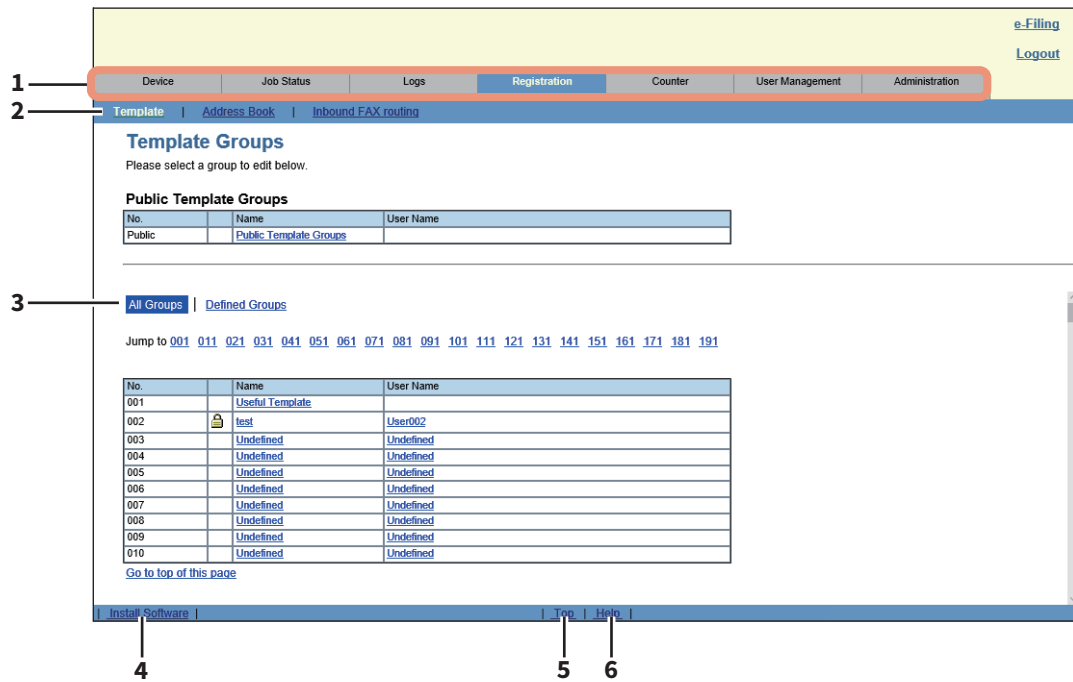 e-Filing
Logout
1
Device Job Status Logs Registration Counter User Management Administration
2
Template | Address Book | Inbound FAX routing
Template Groups
Please select a group to edit below.
Public Template Groups
No. Name User Name
Public Public Template Groups
3
All Groups | Defined Groups
Jump to 001 011 021 031 041 051 061 071 081 091 101 111 121 131 141 151 161 171 181 191
No. Name User Name
001 Useful Template
002 test User002
003 Undefined Undefined
004 Undefined Undefined
005 Undefined Undefined
006 Undefined Undefined
007 Undefined Undefined
008 Undefined Undefined
009 Undefined Undefined
010 Undefined Undefined
Go to top of this page
| Install Software | | Top | Help |
4 5 6